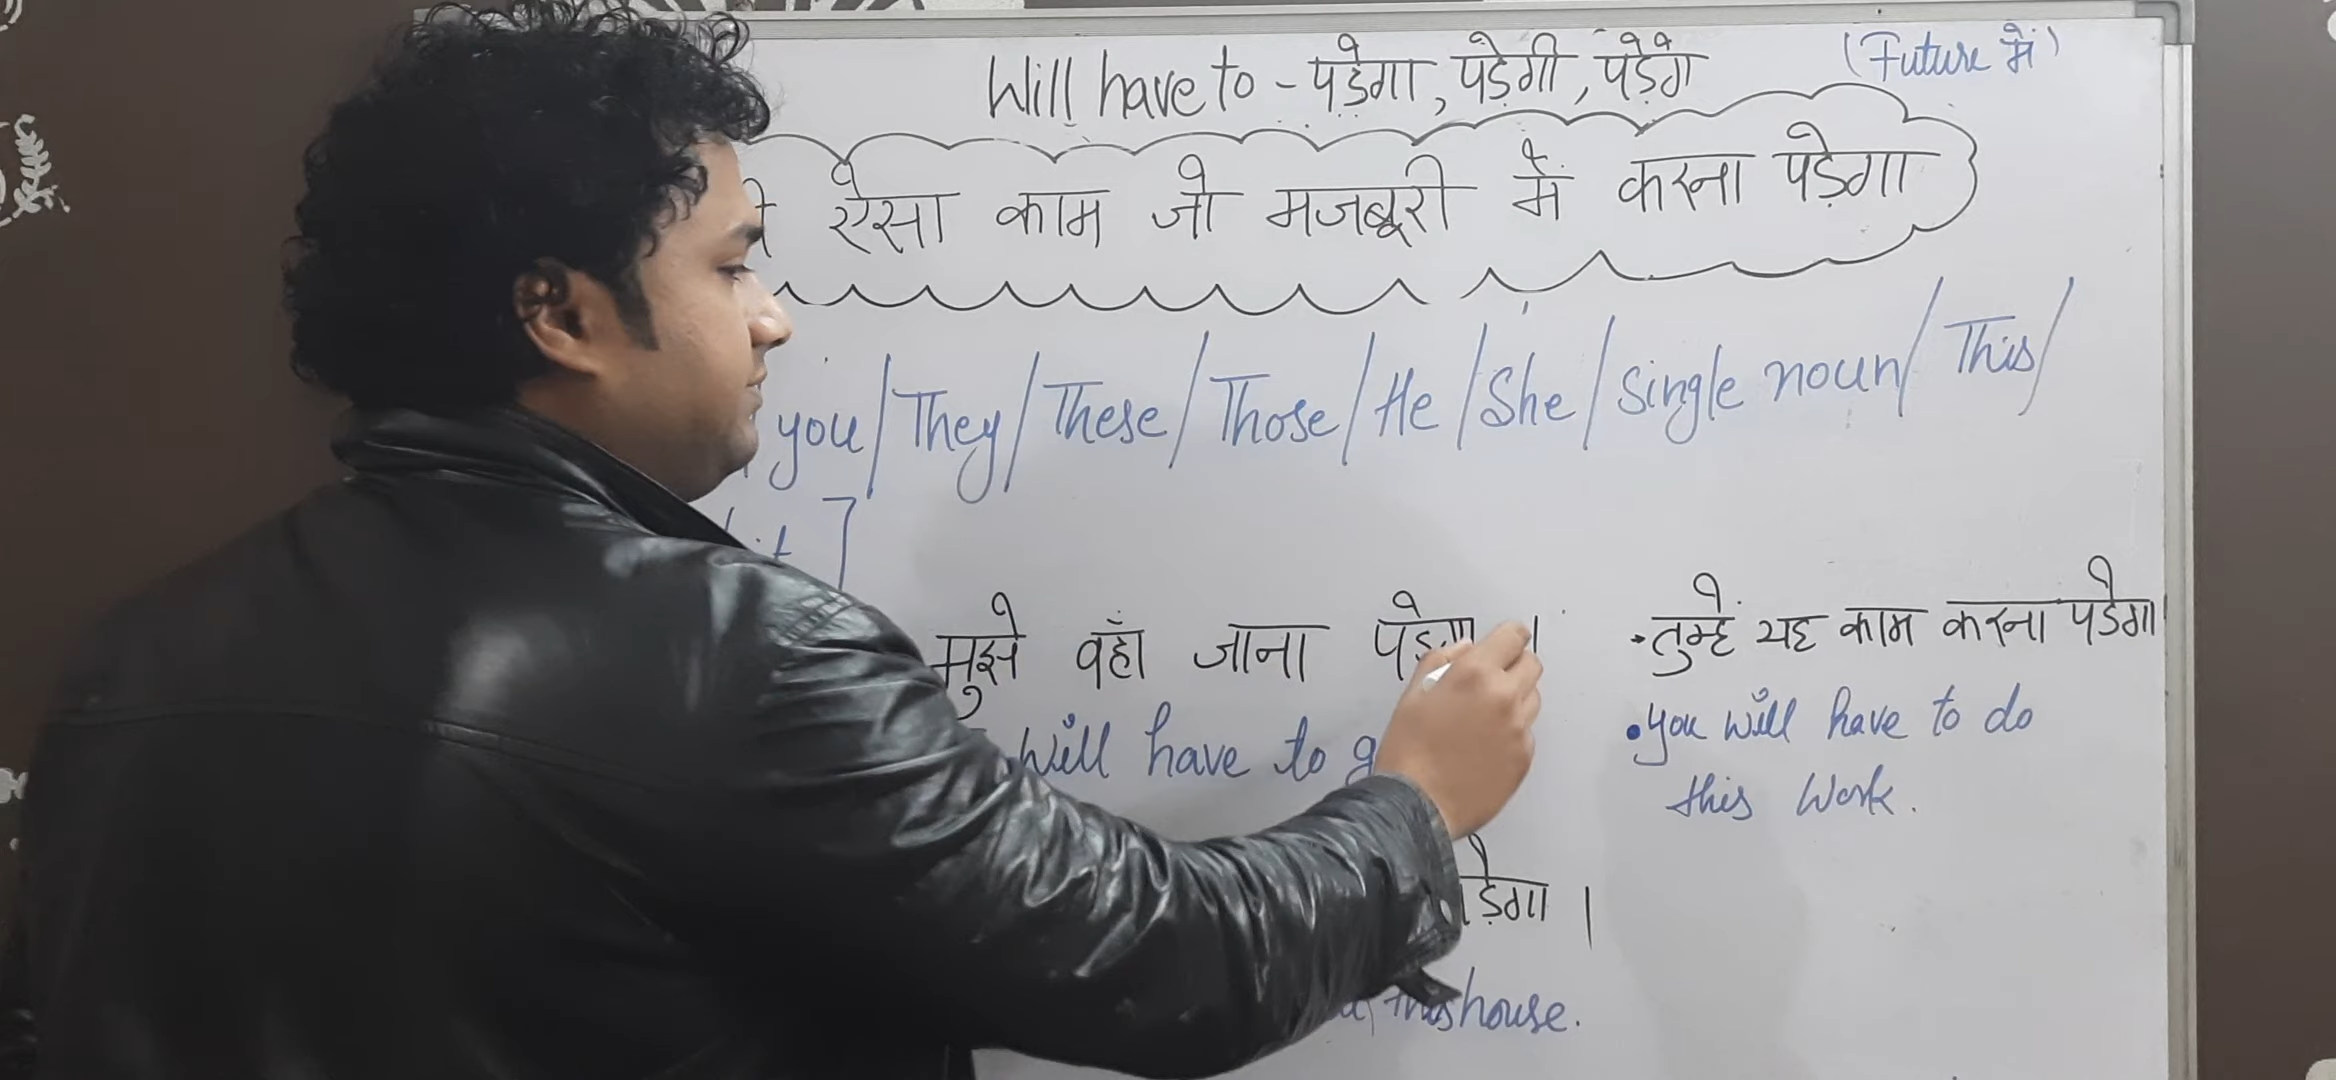 Will have to - पड़ेगा, पड़ेगी, पड़ेगे (Future में)
ऐसा काम जो मजबूरी में करना पड़ेगा
you / They / These / Those / He / She / Single noun / This /
it ]
मुझे वहाँ जाना पड़ेगा ।
Will have to
• तुम्हें यह काम करना पडेगा
• you will have to do
this work.
पड़ेगा ।
this house.